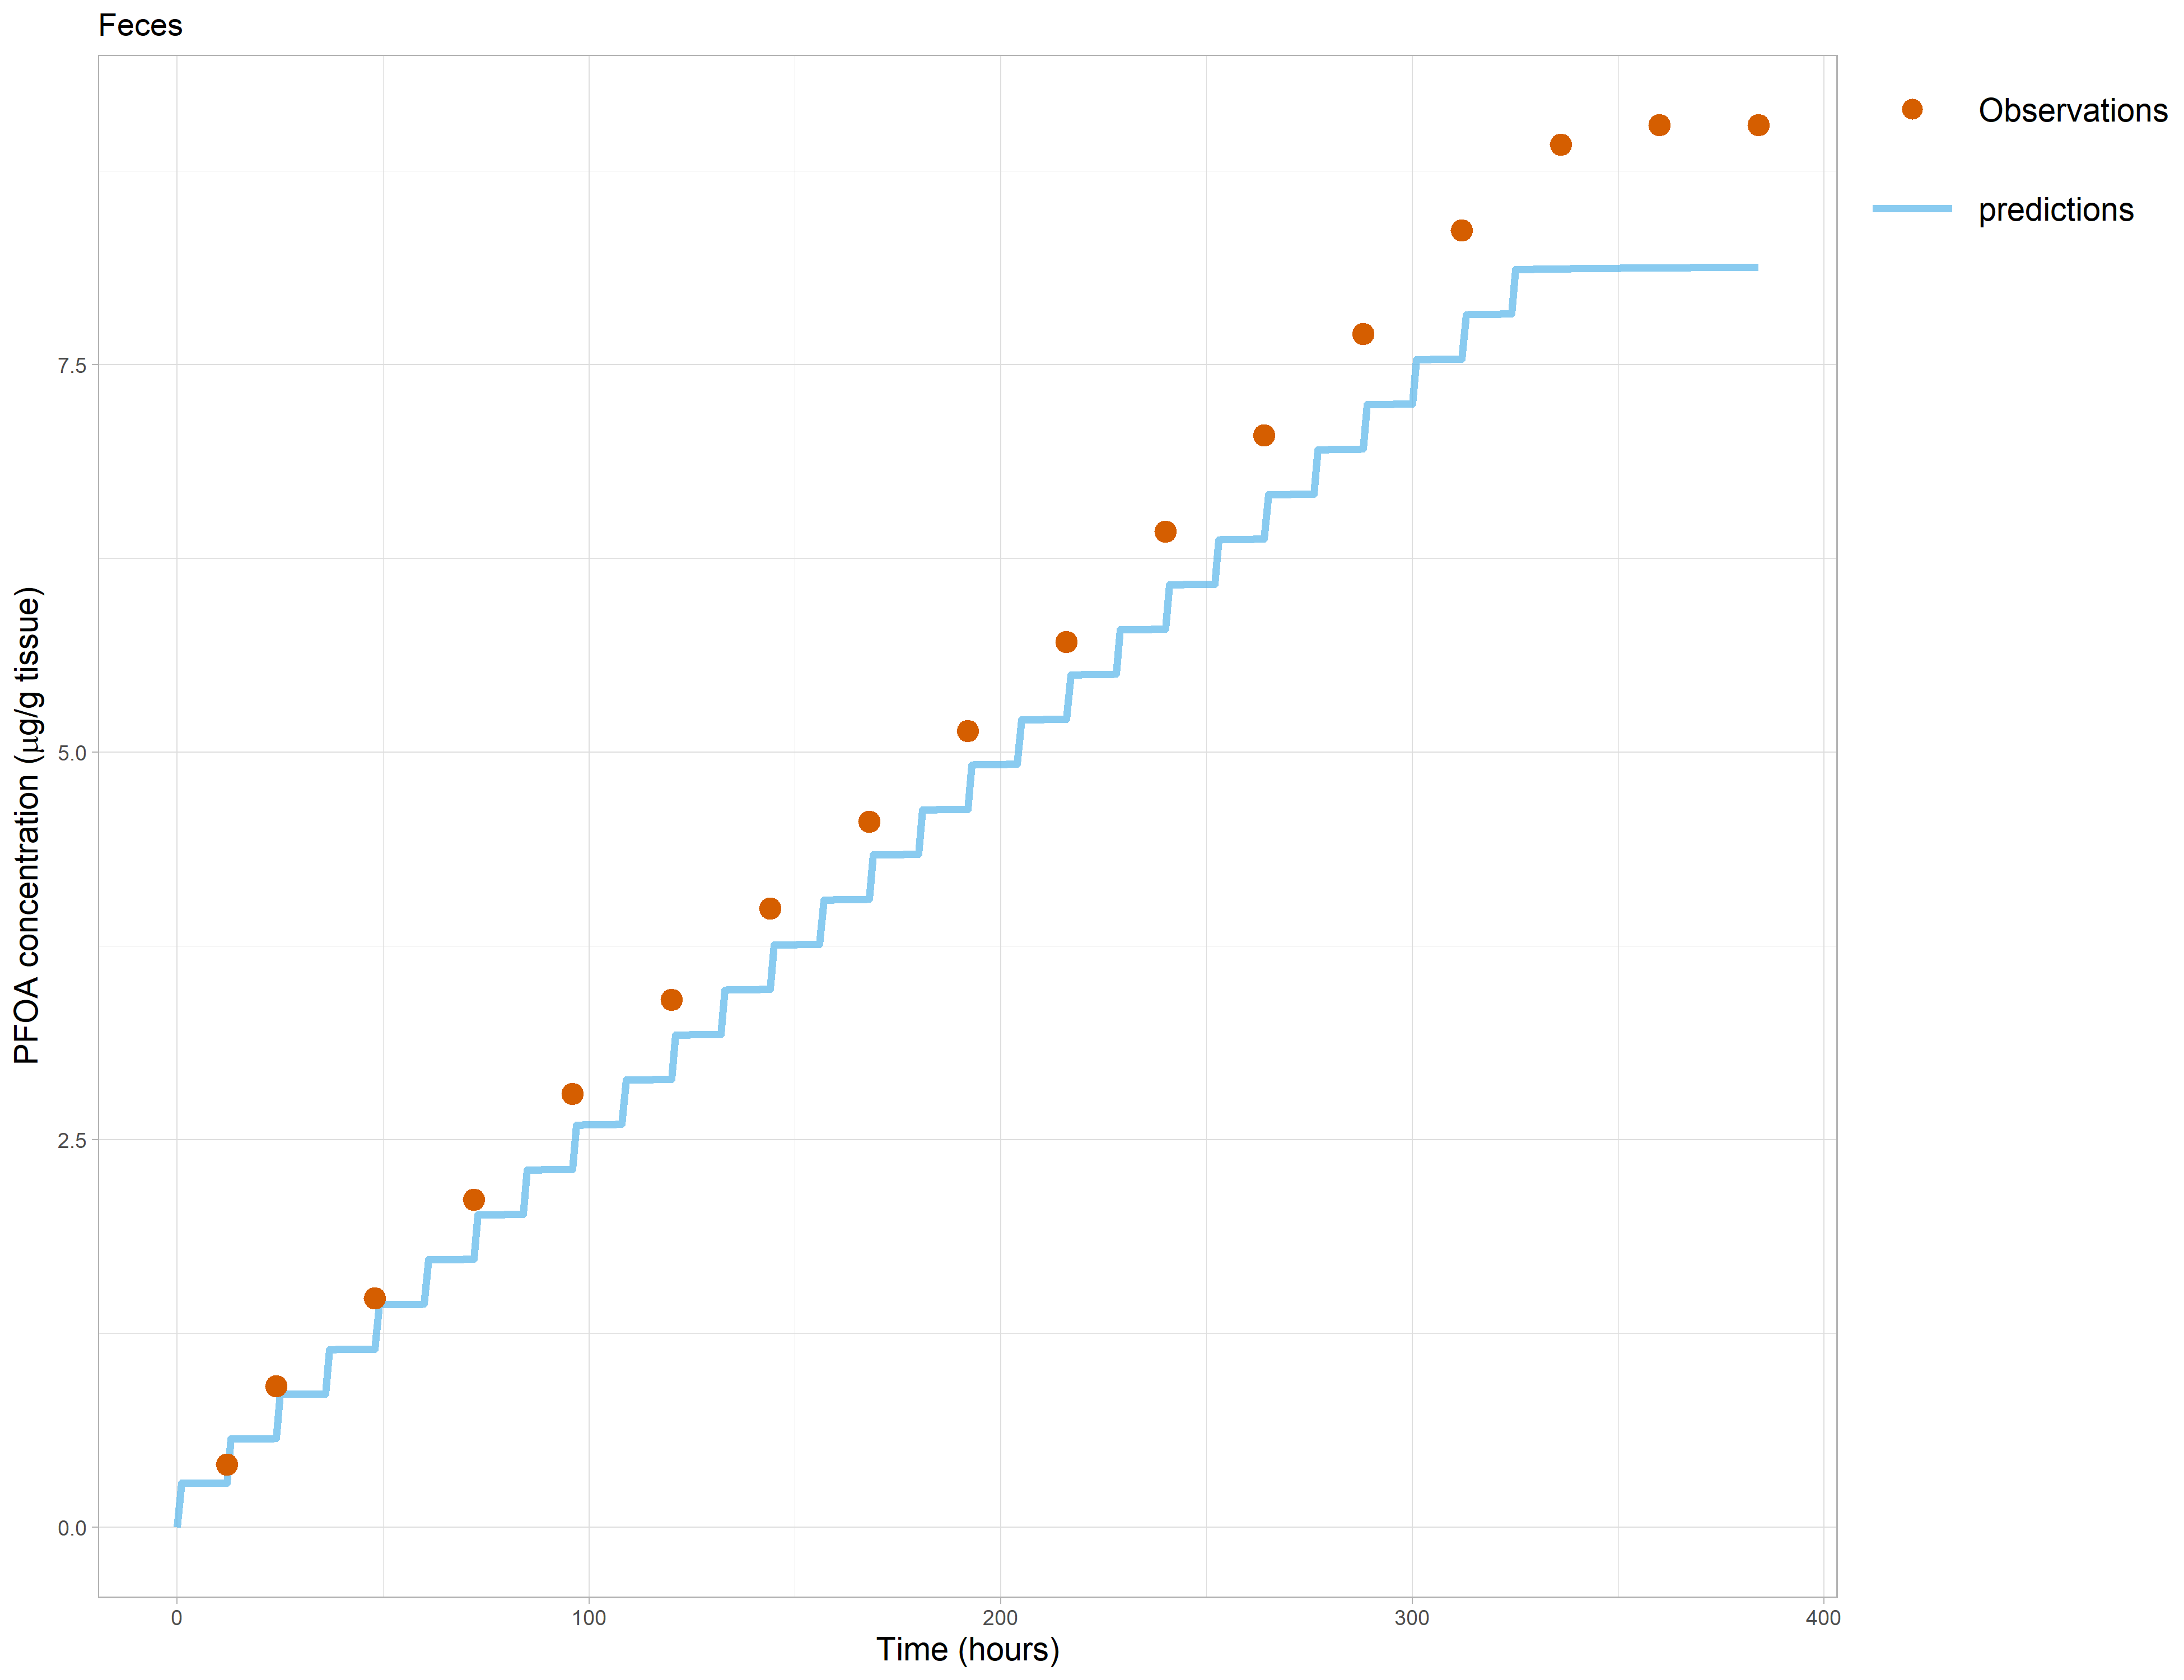 Feces
Observations
predictions
PFOA concentration (μg/g tissue)
7.5
5.0
2.5
0.0
0
100
200
300
400
Time (hours)